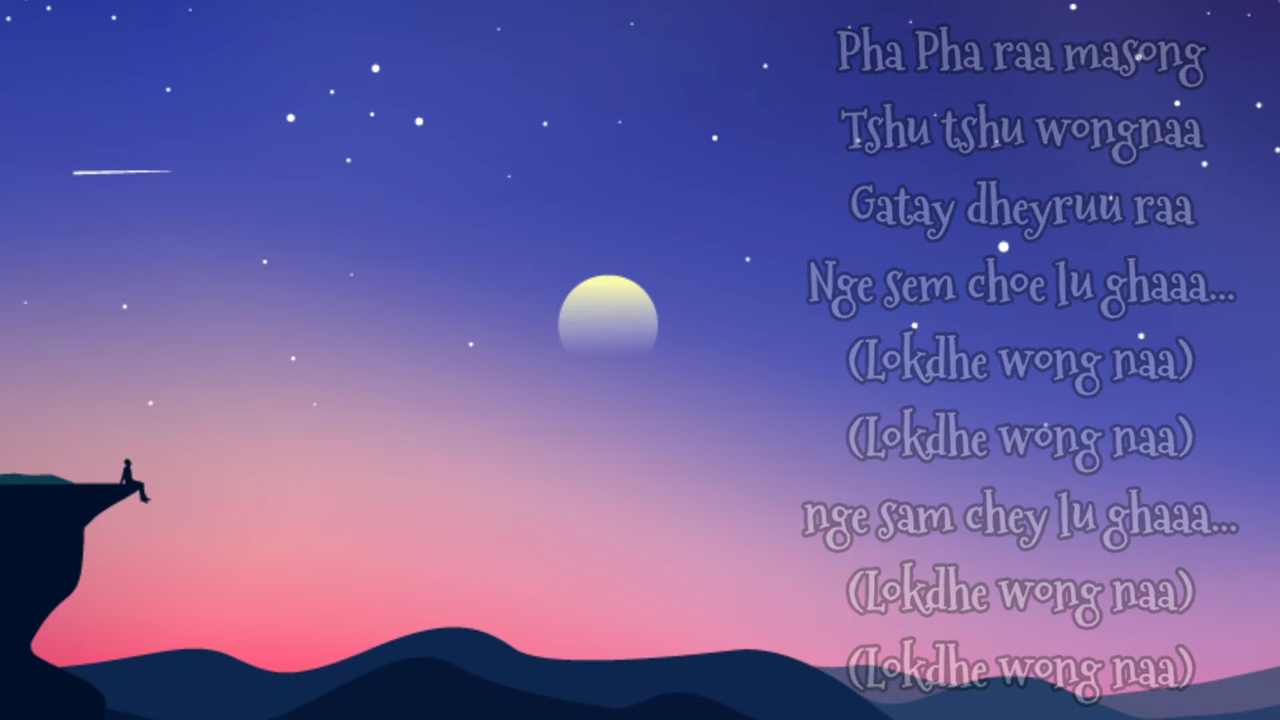 Pha Pha raa masong
Tshu tshu wongnaa
Gatay dheyruu raa
Nge sem choe lu ghaaa...
(Lokdhe wong naa)
(Lokdhe wong naa)
nge sam chey lu ghaaa...
(Lokdhe wong naa)
(Lokdhe wong naa)